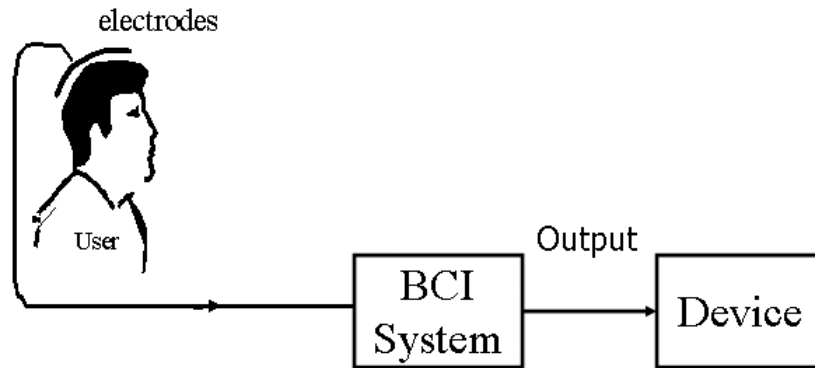 electrodes
User
Output
BCI
System
Device